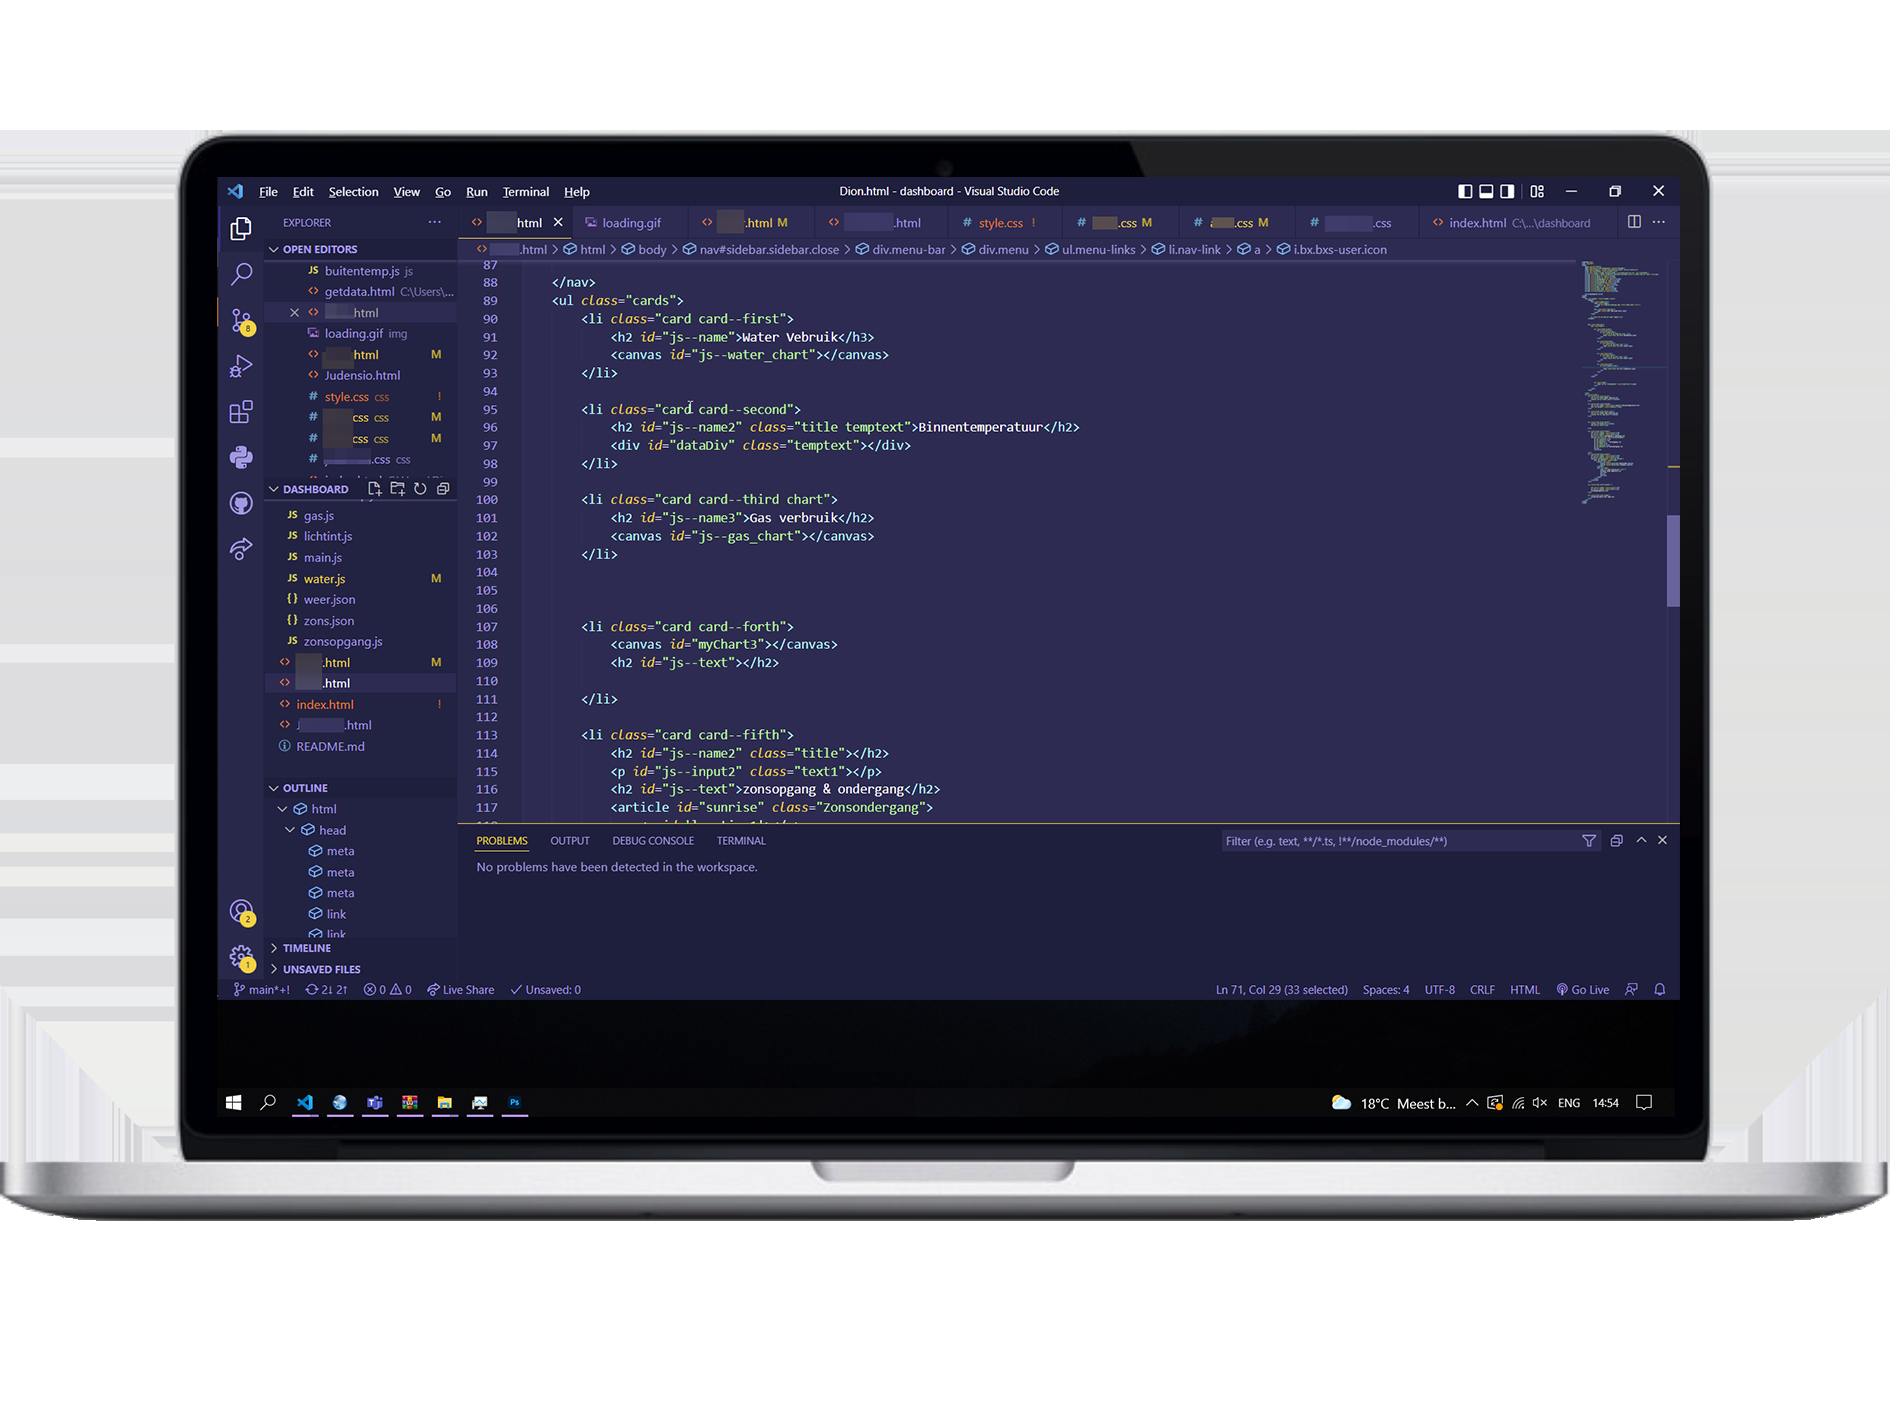 File Edit Selection View Go Run Terminal Help
Dion.html - dashboard - Visual Studio Code
EXPLORER
OPEN EDITORS
JS buitentemp.js js
<> getdata.html C:\Users\...
<> html
loading.gif img
<> html M
<> Judensio.html
# style.css css !
# css css M
# css css M
# .css css
DASHBOARD
JS gas.js
JS lichtint.js
JS main.js
JS water.js M
{} weer.json
{} zons.json
JS zonsopgang.js
<> .html M
<> .html
<> index.html !
<> .html
README.md
OUTLINE
html
head
meta
meta
meta
link
link
TIMELINE
UNSAVED FILES
<> html
loading.gif
<> .html M
<> .html
# style.css !
# .css M
# .css M
# .css
<> index.html C:\...\dashboard
<> .html > html > body > nav#sidebar.sidebar.close > div.menu-bar > div.menu > ul.menu-links > li.nav-link > a > i.bx.bxs-user.icon
87
88 </nav>
89 <ul class="cards">
90 <li class="card card--first">
91 <h2 id="js--name">Water Vebruik</h3>
92 <canvas id="js--water_chart"></canvas>
93 </li>
94
95 <li class="card card--second">
96 <h2 id="js--name2" class="title temptext">Binnentemperatuur</h2>
97 <div id="dataDiv" class="temptext"></div>
98 </li>
99
100 <li class="card card--third chart">
101 <h2 id="js--name3">Gas verbruik</h2>
102 <canvas id="js--gas_chart"></canvas>
103 </li>
104
105
106
107 <li class="card card--forth">
108 <canvas id="myChart3"></canvas>
109 <h2 id="js--text"></h2>
110
111 </li>
112
113 <li class="card card--fifth">
114 <h2 id="js--name2" class="title"></h2>
115 <p id="js--input2" class="text1"></p>
116 <h2 id="js--text">zonsopgang & ondergang</h2>
117 <article id="sunrise" class="Zonsondergang">
PROBLEMS OUTPUT DEBUG CONSOLE TERMINAL
Filter (e.g. text, **/*.ts, !**/node_modules/**)
No problems have been detected in the workspace.
8
2
1
main*+! 2↓ 2↑ 0 0 Live Share Unsaved: 0
Ln 71, Col 29 (33 selected) Spaces: 4 UTF-8 CRLF HTML Go Live
Ps
18°C Meest b... ENG 14:54